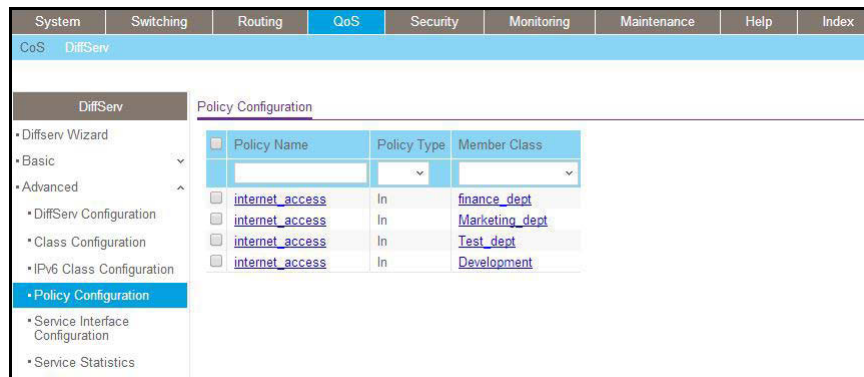 System Switching Routing QoS Security Monitoring Maintenance Help Index
CoS DiffServ
DiffServ
Diffserv Wizard
Basic
Advanced
DiffServ Configuration
Class Configuration
IPv6 Class Configuration
Policy Configuration
Service Interface
Configuration
Service Statistics
Policy Configuration
Policy Name Policy Type Member Class
internet_access In finance_dept
internet_access In Marketing_dept
internet_access In Test_dept
internet_access In Development